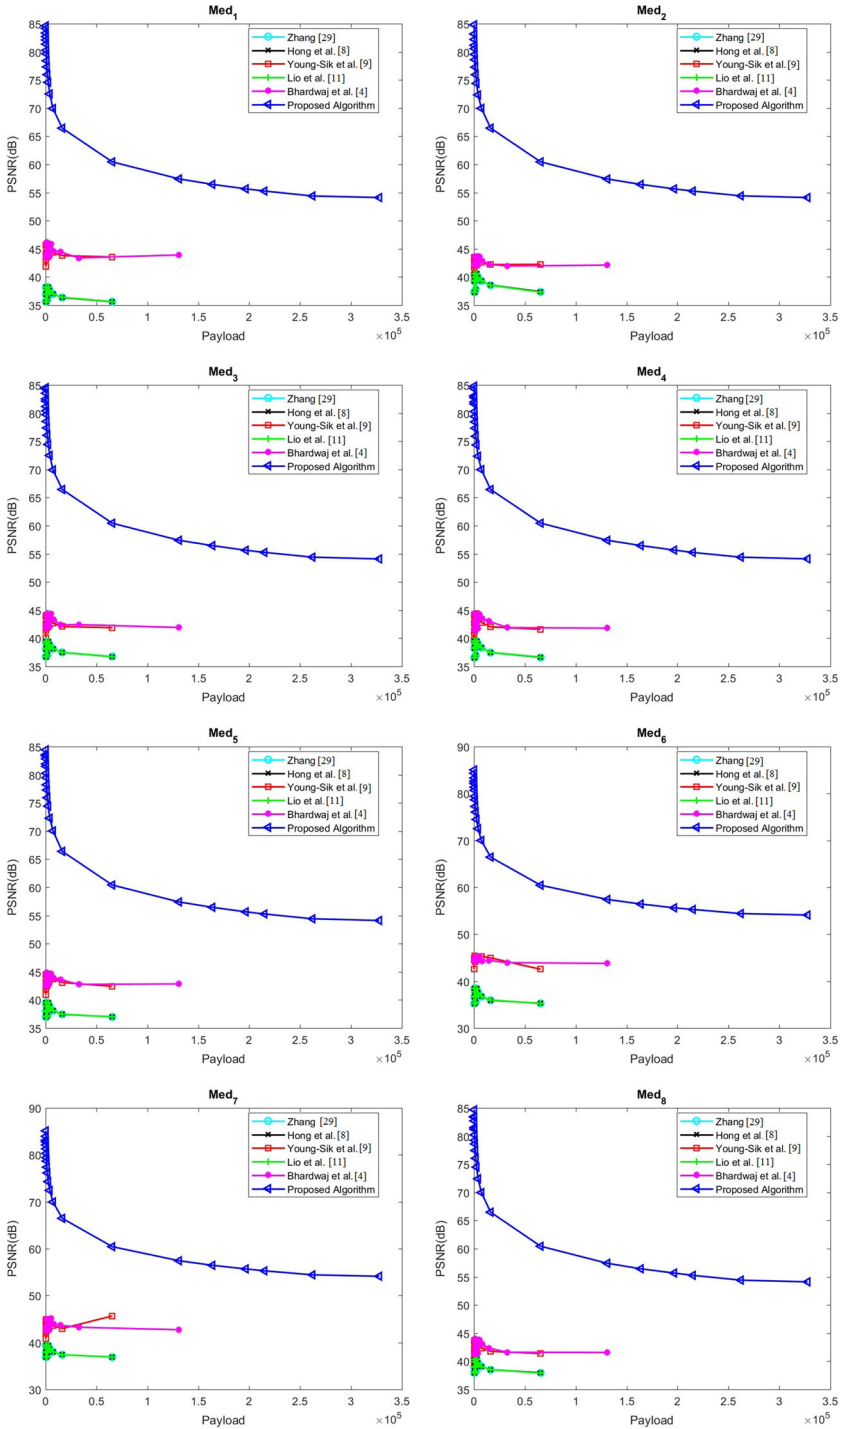 Med1
PSNR(dB)
85
80
75
70
65
60
55
50
45
40
35
Zhang [29]
Hong et al. [8]
Young-Sik et al. [9]
Lio et al. [11]
Bhardwaj et al. [4]
Proposed Algorithm
0 0.5 1 1.5 2 2.5 3 3.5
Payload
×10^5
Med2
PSNR(dB)
85
80
75
70
65
60
55
50
45
40
35
Zhang [29]
Hong et al. [8]
Young-Sik et al. [9]
Lio et al. [11]
Bhardwaj et al. [4]
Proposed Algorithm
0 0.5 1 1.5 2 2.5 3 3.5
Payload
×10^5
Med3
PSNR(dB)
85
80
75
70
65
60
55
50
45
40
35
Zhang [29]
Hong et al. [8]
Young-Sik et al. [9]
Lio et al. [11]
Bhardwaj et al. [4]
Proposed Algorithm
0 0.5 1 1.5 2 2.5 3 3.5
Payload
×10^5
Med4
PSNR(dB)
85
80
75
70
65
60
55
50
45
40
35
Zhang [29]
Hong et al. [8]
Young-Sik et al. [9]
Lio et al. [11]
Bhardwaj et al. [4]
Proposed Algorithm
0 0.5 1 1.5 2 2.5 3 3.5
Payload
×10^5
Med5
PSNR(dB)
85
80
75
70
65
60
55
50
45
40
35
Zhang [29]
Hong et al. [8]
Young-Sik et al. [9]
Lio et al. [11]
Bhardwaj et al. [4]
Proposed Algorithm
0 0.5 1 1.5 2 2.5 3 3.5
Payload
×10^5
Med6
PSNR(dB)
90
80
70
60
50
40
30
Zhang [29]
Hong et al. [8]
Young-Sik et al. [9]
Lio et al. [11]
Bhardwaj et al. [4]
Proposed Algorithm
0 0.5 1 1.5 2 2.5 3 3.5
Payload
×10^5
Med7
PSNR(dB)
90
80
70
60
50
40
30
Zhang [29]
Hong et al. [8]
Young-Sik et al. [9]
Lio et al. [11]
Bhardwaj et al. [4]
Proposed Algorithm
0 0.5 1 1.5 2 2.5 3 3.5
Payload
×10^5
Med8
PSNR(dB)
85
80
75
70
65
60
55
50
45
40
35
Zhang [29]
Hong et al. [8]
Young-Sik et al. [9]
Lio et al. [11]
Bhardwaj et al. [4]
Proposed Algorithm
0 0.5 1 1.5 2 2.5 3 3.5
Payload
×10^5